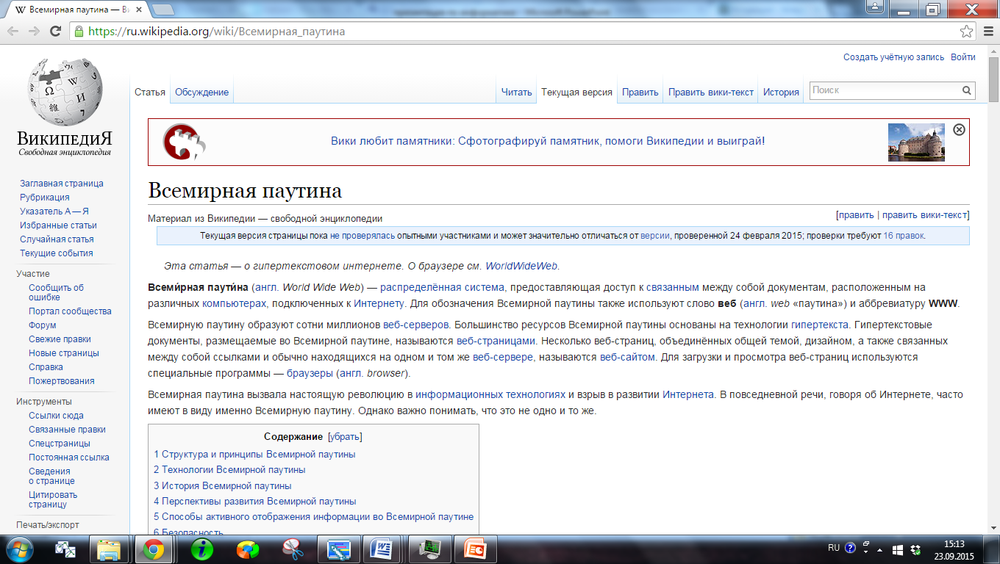 Всемирная паутина — Ви
https://ru.wikipedia.org/wiki/Всемирная_паутина
Создать учётную запись Войти
Статья Обсуждение Читать Текущая версия Править Править вики-текст История Поиск
ВикипедиЯ
Свободная энциклопедия
Заглавная страница
Рубрикация
Указатель А — Я
Избранные статьи
Случайная статья
Текущие события
Участие
Сообщить об
ошибке
Портал сообщества
Форум
Свежие правки
Новые страницы
Справка
Пожертвования
Инструменты
Ссылки сюда
Связанные правки
Спецстраницы
Постоянная ссылка
Сведения
о странице
Цитировать
страницу
Печать/экспорт
Вики любит памятники: Сфотографируй памятник, помоги Википедии и выиграй!
Всемирная паутина
[править | править вики-текст]
Материал из Википедии — свободной энциклопедии
Текущая версия страницы пока не проверялась опытными участниками и может значительно отличаться от версии, проверенной 24 февраля 2015; проверки требуют 16 правок.
Эта статья — о гипертекстовом интернете. О браузере см. WorldWideWeb.
Всеми́рная паути́на (англ. World Wide Web) — распределённая система, предоставляющая доступ к связанным между собой документам, расположенным на
различных компьютерах, подключенных к Интернету. Для обозначения Всемирной паутины также используют слово веб (англ. web «паутина») и аббревиатуру WWW.
Всемирную паутину образуют сотни миллионов веб-серверов. Большинство ресурсов Всемирной паутины основаны на технологии гипертекста. Гипертекстовые
документы, размещаемые во Всемирной паутине, называются веб-страницами. Несколько веб-страниц, объединённых общей темой, дизайном, а также связанных
между собой ссылками и обычно находящихся на одном и том же веб-сервере, называются веб-сайтом. Для загрузки и просмотра веб-страниц используются
специальные программы — браузеры (англ. browser).
Всемирная паутина вызвала настоящую революцию в информационных технологиях и взрыв в развитии Интернета. В повседневной речи, говоря об Интернете, часто
имеют в виду именно Всемирную паутину. Однако важно понимать, что это не одно и то же.
Содержание [убрать]
1 Структура и принципы Всемирной паутины
2 Технологии Всемирной паутины
3 История Всемирной паутины
4 Перспективы развития Всемирной паутины
5 Способы активного отображения информации во Всемирной паутине
6 Безопасность
RU 15:13
23.09.2015